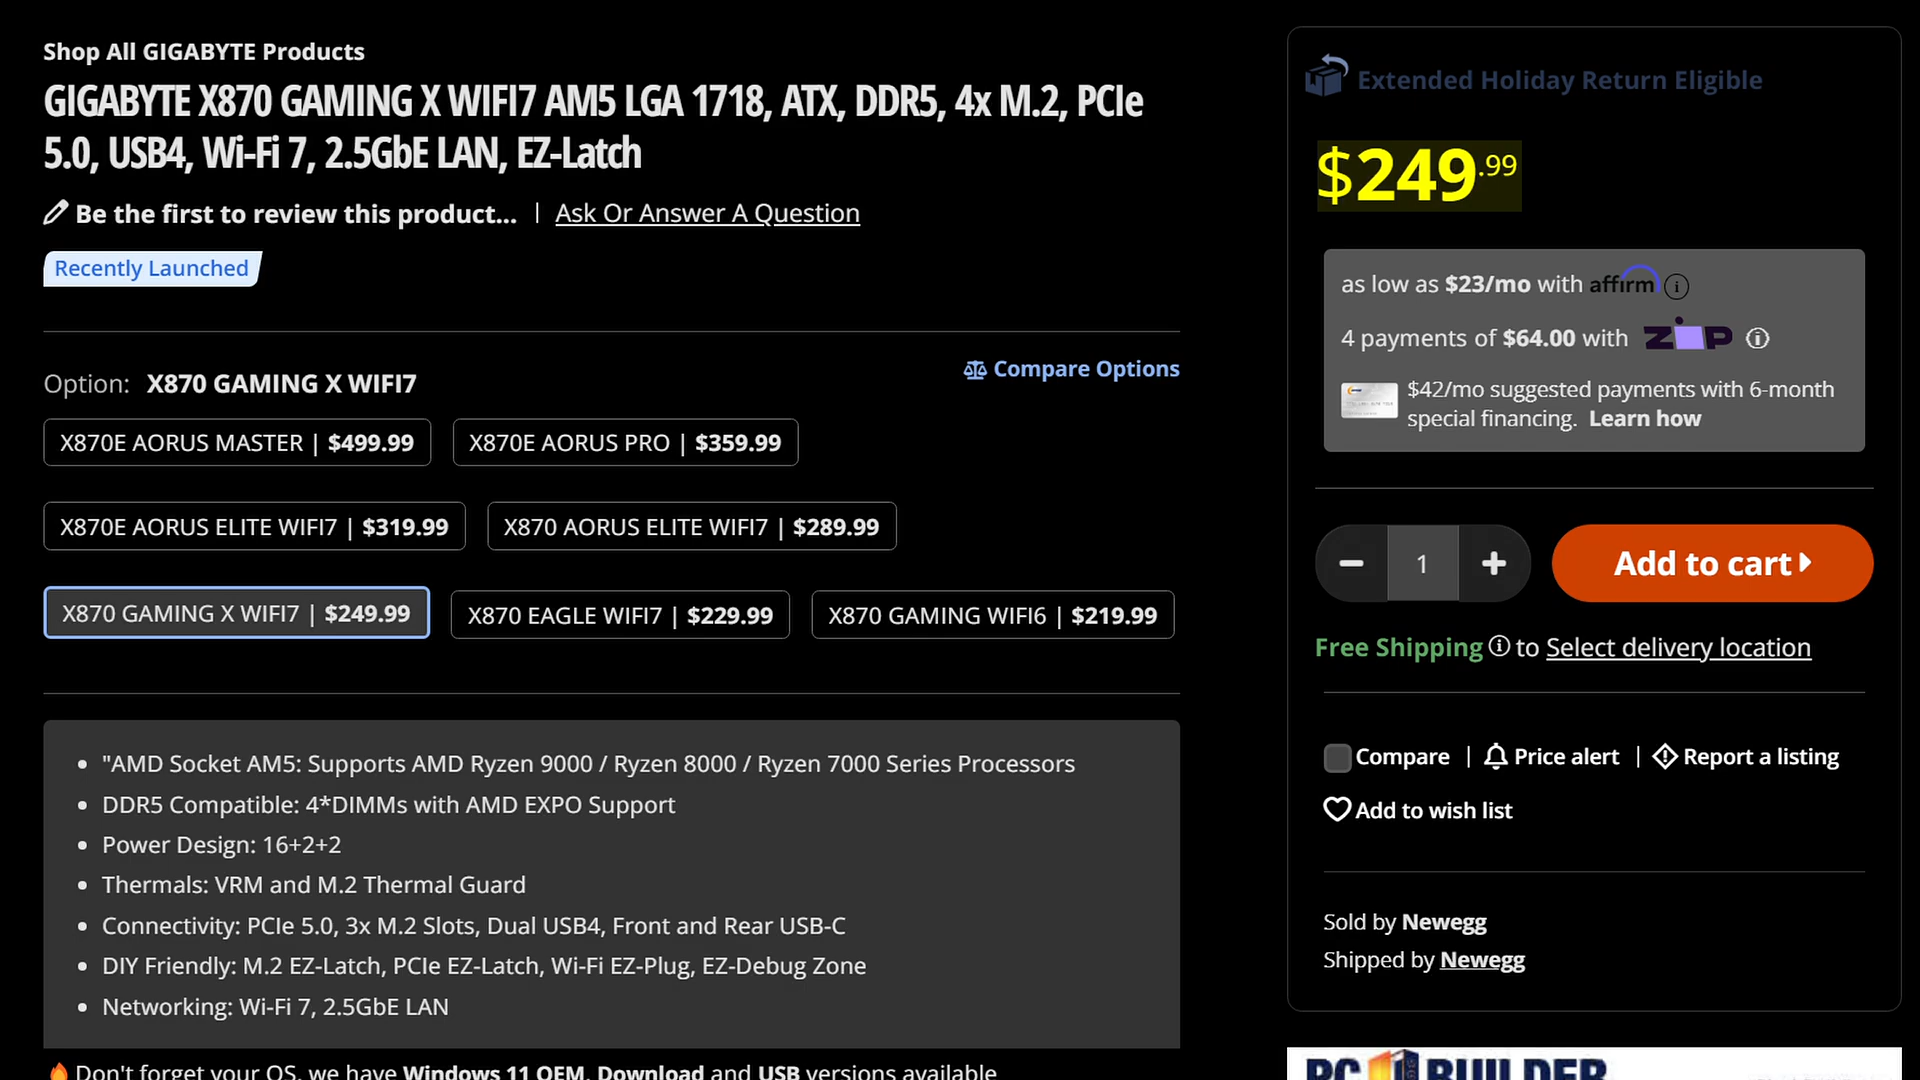 Shop All GIGABYTE Products
GIGABYTE X870 GAMING X WIFI7 AM5 LGA 1718, ATX, DDR5, 4x M.2, PCIe
5.0, USB4, Wi-Fi 7, 2.5GbE LAN, EZ-Latch
Be the first to review this product... | Ask Or Answer A Question
Recently Launched
Option: X870 GAMING X WIFI7
Compare Options
X870E AORUS MASTER | $499.99
X870E AORUS PRO | $359.99
X870E AORUS ELITE WIFI7 | $319.99
X870 AORUS ELITE WIFI7 | $289.99
X870 GAMING X WIFI7 | $249.99
X870 EAGLE WIFI7 | $229.99
X870 GAMING WIFI6 | $219.99
• "AMD Socket AM5: Supports AMD Ryzen 9000 / Ryzen 8000 / Ryzen 7000 Series Processors
• DDR5 Compatible: 4*DIMMs with AMD EXPO Support
• Power Design: 16+2+2
• Thermals: VRM and M.2 Thermal Guard
• Connectivity: PCIe 5.0, 3x M.2 Slots, Dual USB4, Front and Rear USB-C
• DIY Friendly: M.2 EZ-Latch, PCIe EZ-Latch, Wi-Fi EZ-Plug, EZ-Debug Zone
• Networking: Wi-Fi 7, 2.5GbE LAN
Don't forget your OS, we have Windows 11 OEM, Download and USB versions available
Extended Holiday Return Eligible
$249.99
as low as $23/mo with affirm
4 payments of $64.00 with ZIP
$42/mo suggested payments with 6-month
special financing. Learn how
1
Add to cart
Free Shipping to Select delivery location
Compare | Price alert | Report a listing
Add to wish list
Sold by Newegg
Shipped by Newegg
PC BUILDER